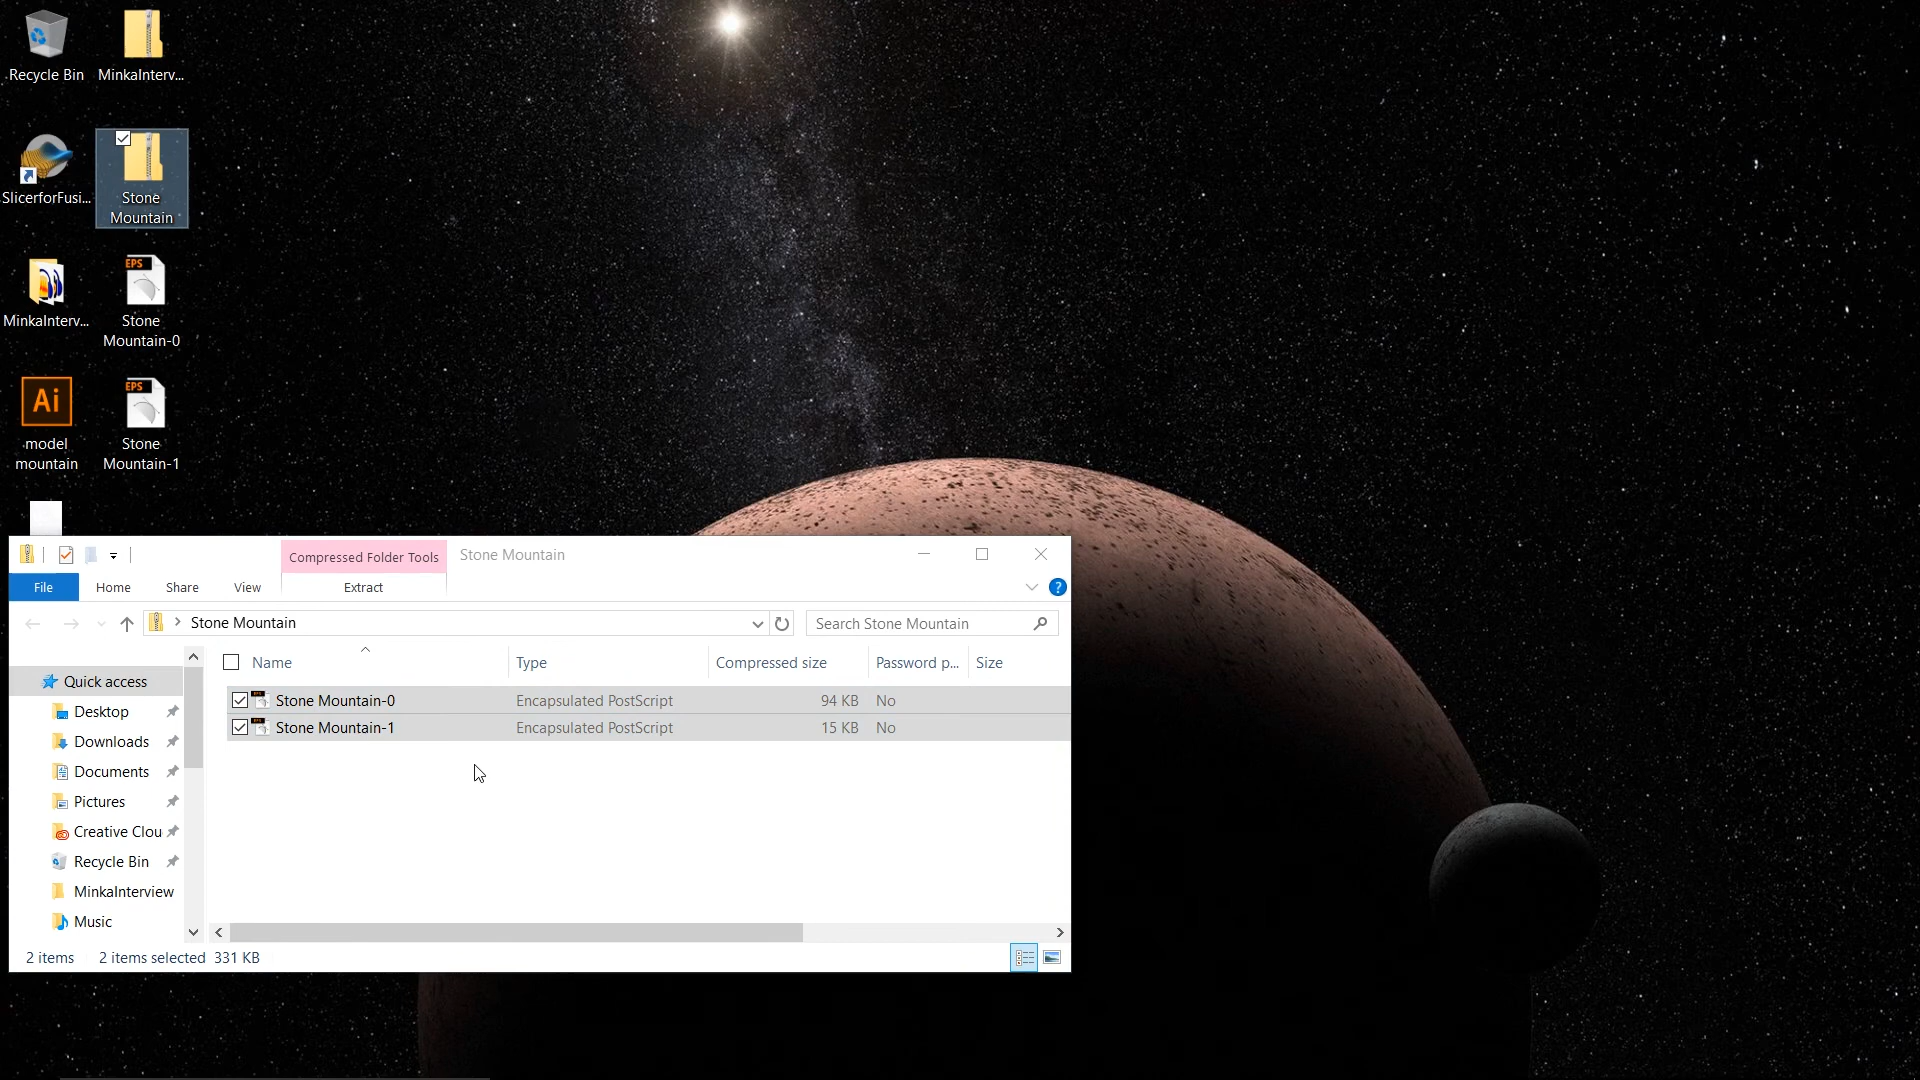 Recycle Bin
MinkaInterv...
SlicerforFusi...
Stone
Mountain
MinkaInterv...
EPS
Stone
Mountain-0
Ai
model
mountain
EPS
Stone
Mountain-1
Compressed Folder Tools
Stone Mountain
File
Home
Share
View
Extract
?
Stone Mountain
Search Stone Mountain
Name
Type
Compressed size
Password p...
Size
Quick access
Desktop
Downloads
Documents
Pictures
Creative Clou
Recycle Bin
MinkaInterview
Music
Stone Mountain-0 Encapsulated PostScript 94 KB No
Stone Mountain-1 Encapsulated PostScript 15 KB No
2 items 2 items selected 331 KB